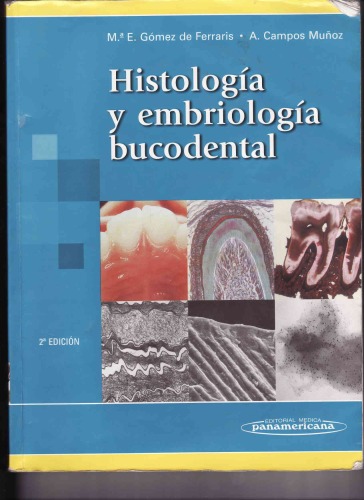 M.ª E. Gómez de Ferraris • A. Campos Muñoz
Histología
y embriología
bucodental
2ª EDICIÓN
EDITORIAL MEDICA
panamericana